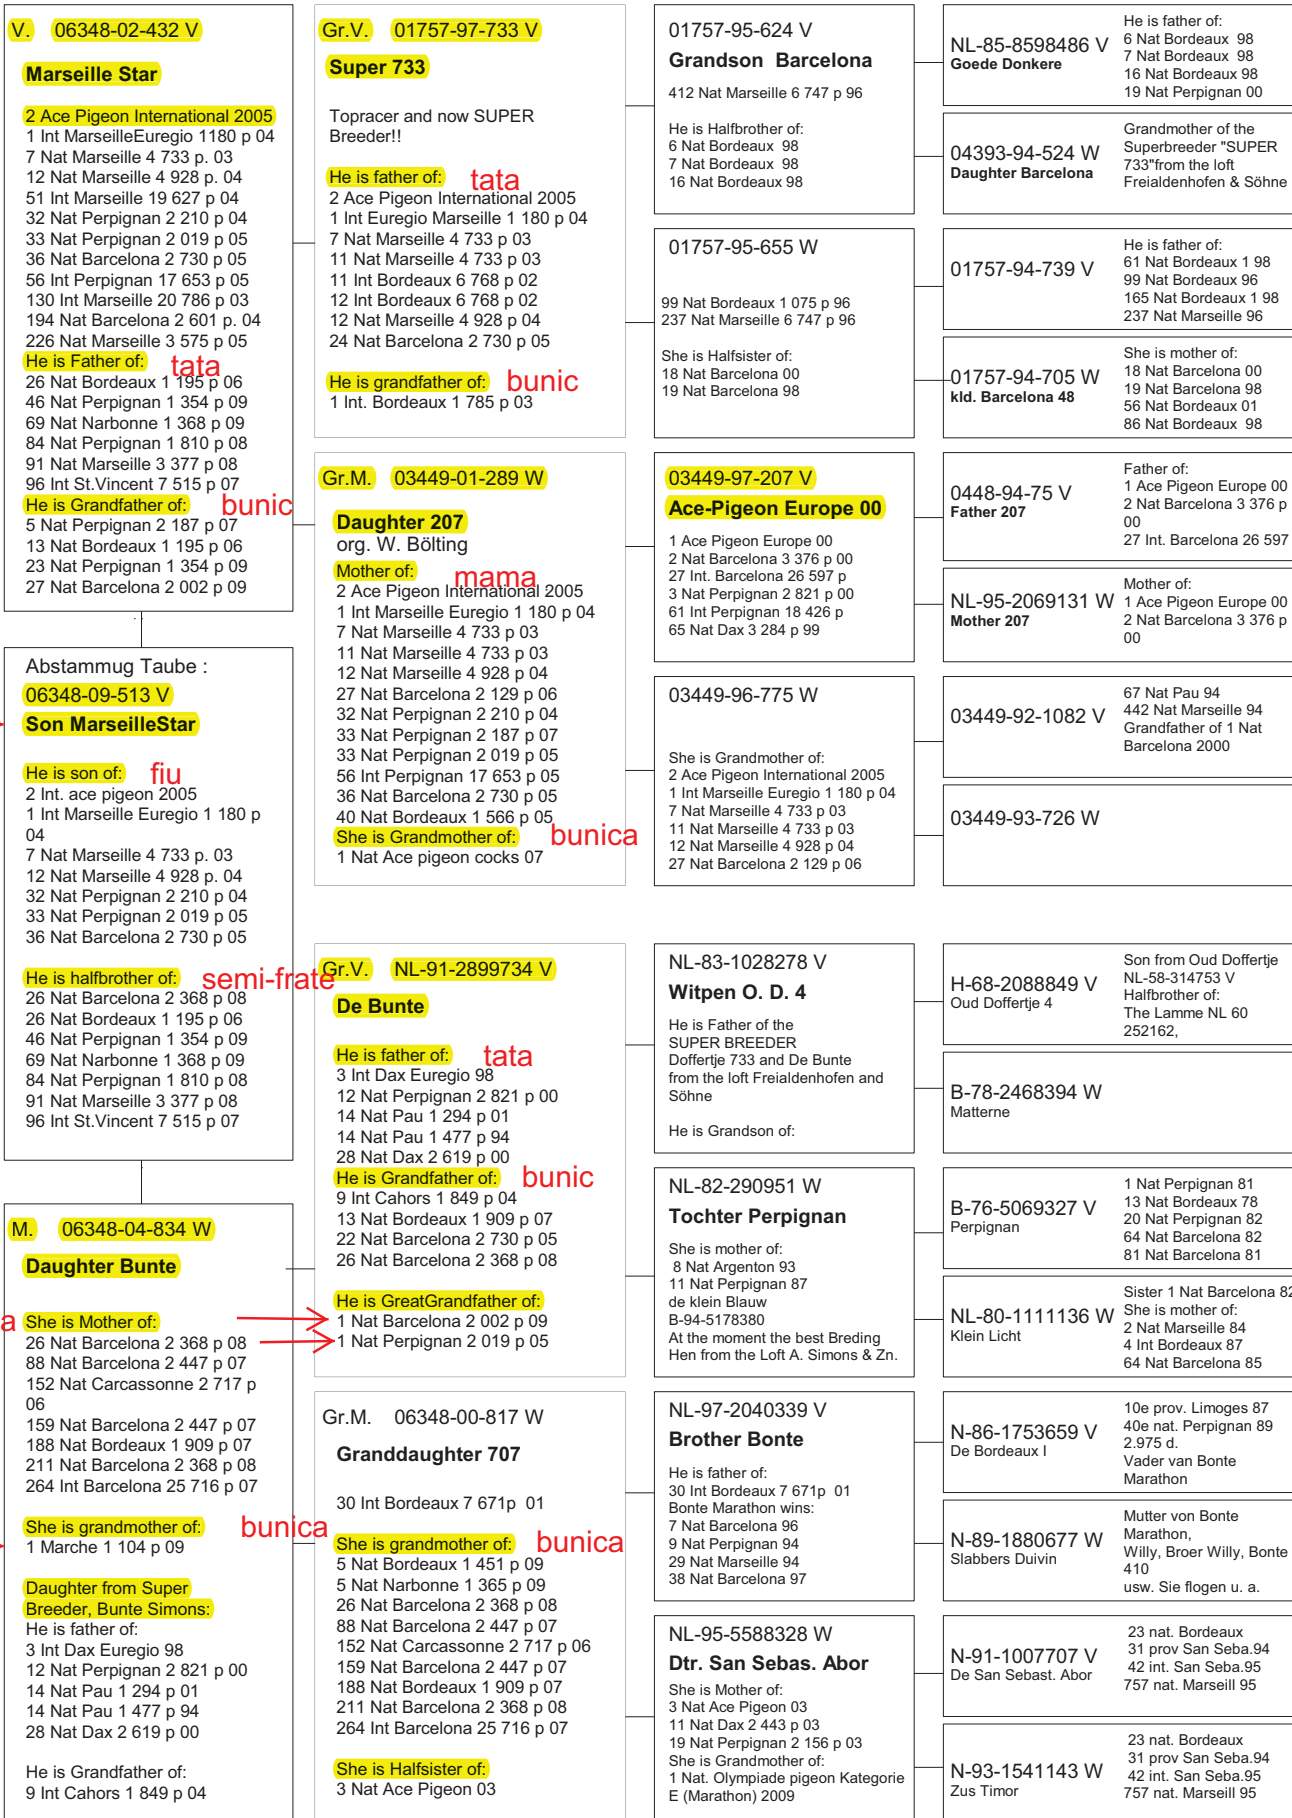 V. 06348-02-432 V
Marseille Star
2 Ace Pigeon International 2005
1 Int MarseilleEuregio 1180 p 04
7 Nat Marseille 4 733 p. 03
12 Nat Marseille 4 928 p. 04
51 Int Marseille 19 627 p 04
32 Nat Perpignan 2 210 p 04
33 Nat Perpignan 2 019 p 05
36 Nat Barcelona 2 730 p 05
56 Int Perpignan 17 653 p 05
130 Int Marseille 20 786 p 03
194 Nat Barcelona 2 601 p. 04
226 Nat Marseille 3 575 p 05
He is Father of: tata
26 Nat Bordeaux 1 195 p 06
46 Nat Perpignan 1 354 p 09
69 Nat Narbonne 1 368 p 09
84 Nat Perpignan 1 810 p 08
91 Nat Marseille 3 377 p 08
96 Int St.Vincent 7 515 p 07
He is Grandfather of: bunic
5 Nat Perpignan 2 187 p 07
13 Nat Bordeaux 1 195 p 06
23 Nat Perpignan 1 354 p 09
27 Nat Barcelona 2 002 p 09
Abstammug Taube :
06348-09-513 V
Son MarseilleStar
He is son of: fiu
2 Int. ace pigeon 2005
1 Int Marseille Euregio 1 180 p
04
7 Nat Marseille 4 733 p. 03
12 Nat Marseille 4 928 p. 04
32 Nat Perpignan 2 210 p 04
33 Nat Perpignan 2 019 p 05
36 Nat Barcelona 2 730 p 05
He is halfbrother of: semi-frate
26 Nat Barcelona 2 368 p 08
26 Nat Bordeaux 1 195 p 06
46 Nat Perpignan 1 354 p 09
69 Nat Narbonne 1 368 p 09
84 Nat Perpignan 1 810 p 08
91 Nat Marseille 3 377 p 08
96 Int St.Vincent 7 515 p 07
M. 06348-04-834 W
Daughter Bunte
a She is Mother of:
26 Nat Barcelona 2 368 p 08
88 Nat Barcelona 2 447 p 07
152 Nat Carcassonne 2 717 p
06
159 Nat Barcelona 2 447 p 07
188 Nat Bordeaux 1 909 p 07
211 Nat Barcelona 2 368 p 08
264 Int Barcelona 25 716 p 07
She is grandmother of: bunica
1 Marche 1 104 p 09
Daughter from Super
Breeder, Bunte Simons:
He is father of:
3 Int Dax Euregio 98
12 Nat Perpignan 2 821 p 00
14 Nat Pau 1 294 p 01
14 Nat Pau 1 477 p 94
28 Nat Dax 2 619 p 00
He is Grandfather of:
9 Int Cahors 1 849 p 04
Gr.V. 01757-97-733 V
Super 733
Topracer and now SUPER
Breeder!!
He is father of: tata
2 Ace Pigeon International 2005
1 Int Euregio Marseille 1 180 p 04
7 Nat Marseille 4 733 p 03
11 Nat Marseille 4 733 p 03
11 Int Bordeaux 6 768 p 02
12 Int Bordeaux 6 768 p 02
12 Nat Marseille 4 928 p 04
24 Nat Barcelona 2 730 p 05
He is grandfather of: bunic
1 Int. Bordeaux 1 785 p 03
Gr.M. 03449-01-289 W
Daughter 207
org. W. Bölting
Mother of: mama
2 Ace Pigeon International 2005
1 Int Marseille Euregio 1 180 p 04
7 Nat Marseille 4 733 p 03
11 Nat Marseille 4 733 p 03
12 Nat Marseille 4 928 p 04
27 Nat Barcelona 2 129 p 06
32 Nat Perpignan 2 210 p 04
33 Nat Perpignan 2 187 p 07
33 Nat Perpignan 2 019 p 05
56 Int Perpignan 17 653 p 05
36 Nat Barcelona 2 730 p 05
40 Nat Bordeaux 1 566 p 05
She is Grandmother of: bunica
1 Nat Ace pigeon cocks 07
Gr.V. NL-91-2899734 V
De Bunte
He is father of: tata
3 Int Dax Euregio 98
12 Nat Perpignan 2 821 p 00
14 Nat Pau 1 294 p 01
14 Nat Pau 1 477 p 94
28 Nat Dax 2 619 p 00
He is Grandfather of: bunic
9 Int Cahors 1 849 p 04
13 Nat Bordeaux 1 909 p 07
22 Nat Barcelona 2 730 p 05
26 Nat Barcelona 2 368 p 08
He is GreatGrandfather of:
1 Nat Barcelona 2 002 p 09
1 Nat Perpignan 2 019 p 05
Gr.M. 06348-00-817 W
Granddaughter 707
30 Int Bordeaux 7 671p 01
She is grandmother of: bunica
5 Nat Bordeaux 1 451 p 09
5 Nat Narbonne 1 365 p 09
26 Nat Barcelona 2 368 p 08
88 Nat Barcelona 2 447 p 07
152 Nat Carcassonne 2 717 p 06
159 Nat Barcelona 2 447 p 07
188 Nat Bordeaux 1 909 p 07
211 Nat Barcelona 2 368 p 08
264 Int Barcelona 25 716 p 07
She is Halfsister of:
3 Nat Ace Pigeon 03
01757-95-624 V
Grandson Barcelona
412 Nat Marseille 6 747 p 96
He is Halfbrother of:
6 Nat Bordeaux 98
7 Nat Bordeaux 98
16 Nat Bordeaux 98
01757-95-655 W
99 Nat Bordeaux 1 075 p 96
237 Nat Marseille 6 747 p 96
She is Halfsister of:
18 Nat Barcelona 00
19 Nat Barcelona 98
03449-97-207 V
Ace-Pigeon Europe 00
1 Ace Pigeon Europe 00
2 Nat Barcelona 3 376 p 00
27 Int. Barcelona 26 597 p
3 Nat Perpignan 2 821 p 00
61 Int Perpignan 18 426 p
65 Nat Dax 3 284 p 99
03449-96-775 W
She is Grandmother of:
2 Ace Pigeon International 2005
1 Int Marseille Euregio 1 180 p 04
7 Nat Marseille 4 733 p 03
11 Nat Marseille 4 733 p 03
12 Nat Marseille 4 928 p 04
27 Nat Barcelona 2 129 p 06
NL-83-1028278 V
Witpen O. D. 4
He is Father of the
SUPER BREEDER
Doffertje 733 and De Bunte
from the loft Freialdenhofen and
Söhne
He is Grandson of:
NL-82-290951 W
Tochter Perpignan
She is mother of:
8 Nat Argenton 93
11 Nat Perpignan 87
de klein Blauw
B-94-5178380
At the moment the best Breding
Hen from the Loft A. Simons & Zn.
NL-97-2040339 V
Brother Bonte
He is father of:
30 Int Bordeaux 7 671p 01
Bonte Marathon wins:
7 Nat Barcelona 96
9 Nat Perpignan 94
29 Nat Marseille 94
38 Nat Barcelona 97
NL-95-5588328 W
Dtr. San Sebas. Abor
She is Mother of:
3 Nat Ace Pigeon 03
11 Nat Dax 2 443 p 03
19 Nat Perpignan 2 156 p 03
She is Grandmother of:
1 Nat. Olympiade pigeon Kategorie
E (Marathon) 2009
NL-85-8598486 V
Goede Donkere
He is father of:
6 Nat Bordeaux 98
7 Nat Bordeaux 98
16 Nat Bordeaux 98
19 Nat Perpignan 00
04393-94-524 W
Daughter Barcelona
Grandmother of the
Superbreeder "SUPER
733"from the loft
Freialdenhofen & Söhne
01757-94-739 V
He is father of:
61 Nat Bordeaux 1 98
99 Nat Bordeaux 96
165 Nat Bordeaux 1 98
237 Nat Marseille 96
01757-94-705 W
kld. Barcelona 48
She is mother of:
18 Nat Barcelona 00
19 Nat Barcelona 98
56 Nat Bordeaux 01
86 Nat Bordeaux 98
0448-94-75 V
Father 207
Father of:
1 Ace Pigeon Europe 00
2 Nat Barcelona 3 376 p
00
27 Int. Barcelona 26 597
NL-95-2069131 W
Mother 207
Mother of:
1 Ace Pigeon Europe 00
2 Nat Barcelona 3 376 p
00
03449-92-1082 V
67 Nat Pau 94
442 Nat Marseille 94
Grandfather of 1 Nat
Barcelona 2000
03449-93-726 W
H-68-2088849 V
Oud Doffertje 4
Son from Oud Doffertje
NL-58-314753 V
Halfbrother of:
The Lamme NL 60
252162,
B-78-2468394 W
Matterne
B-76-5069327 V
Perpignan
1 Nat Perpignan 81
13 Nat Bordeaux 78
20 Nat Perpignan 82
64 Nat Barcelona 82
81 Nat Barcelona 81
NL-80-1111136 W
Klein Licht
Sister 1 Nat Barcelona 82
She is mother of:
2 Nat Marseille 84
4 Int Bordeaux 87
64 Nat Barcelona 85
N-86-1753659 V
De Bordeaux I
10e prov. Limoges 87
40e nat. Perpignan 89
2.975 d.
Vader van Bonte
Marathon
N-89-1880677 W
Slabbers Duivin
Mutter von Bonte
Marathon,
Willy, Broer Willy, Bonte
410
usw. Sie flogen u. a.
N-91-1007707 V
De San Sebast. Abor
23 nat. Bordeaux
31 prov San Seba.94
42 int. San Seba.95
757 nat. Marseill 95
N-93-1541143 W
Zus Timor
23 nat. Bordeaux
31 prov San Seba.94
42 int. San Seba.95
757 nat. Marseill 95